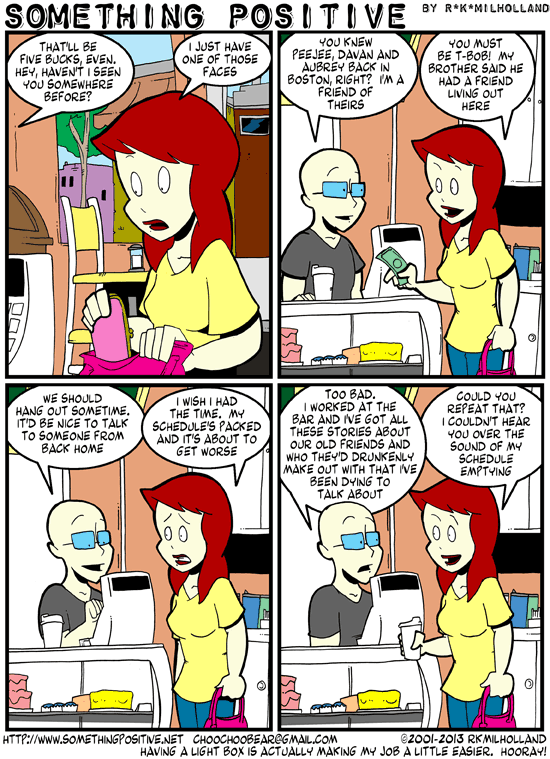 SOMETHING POSITIVE BY R*K*MILHOLLAND
THAT'LL BE
FIVE BUCKS, EVEN.
HEY, HAVEN'T I SEEN
YOU SOMEWHERE
BEFORE?
I JUST HAVE
ONE OF THOSE
FACES
YOU KNEW
PEEJEE, DAVAN AND
AUBREY BACK IN
BOSTON, RIGHT? I'M A
FRIEND OF
THEIRS
YOU MUST
BE T-BOB! MY
BROTHER SAID HE
HAD A FRIEND
LIVING OUT
HERE
WE SHOULD
HANG OUT SOMETIME.
IT'D BE NICE TO TALK
TO SOMEONE FROM
BACK HOME
I WISH I HAD
THE TIME. MY
SCHEDULE'S PACKED
AND IT'S ABOUT TO
GET WORSE
TOO BAD.
I WORKED AT THE
BAR AND I'VE GOT ALL
THESE STORIES ABOUT
OUR OLD FRIENDS AND
WHO THEY'D DRUNKENLY
MAKE OUT WITH THAT I'VE
BEEN DYING TO
TALK ABOUT
COULD YOU
REPEAT THAT?
I COULDN'T HEAR
YOU OVER THE
SOUND OF MY
SCHEDULE
EMPTYING
HTTP://WWW.SOMETHINGPOSITIVE.NET CHOOCHOOBEAR@GMAIL.COM ©2001-2013 RKMILHOLLAND
HAVING A LIGHT BOX IS ACTUALLY MAKING MY JOB A LITTLE EASIER. HOORAY!